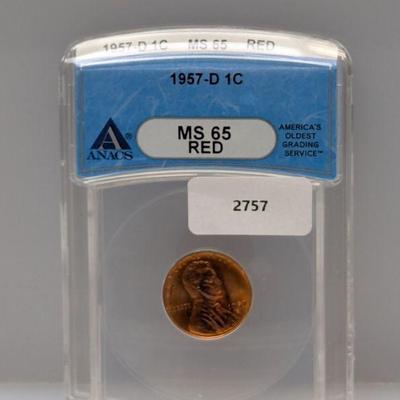 1957-D 1C MS 65 RED
1957-D 1C
ANACS
MS 65
RED
AMERICA'S
OLDEST
GRADING
SERVICE™
2757